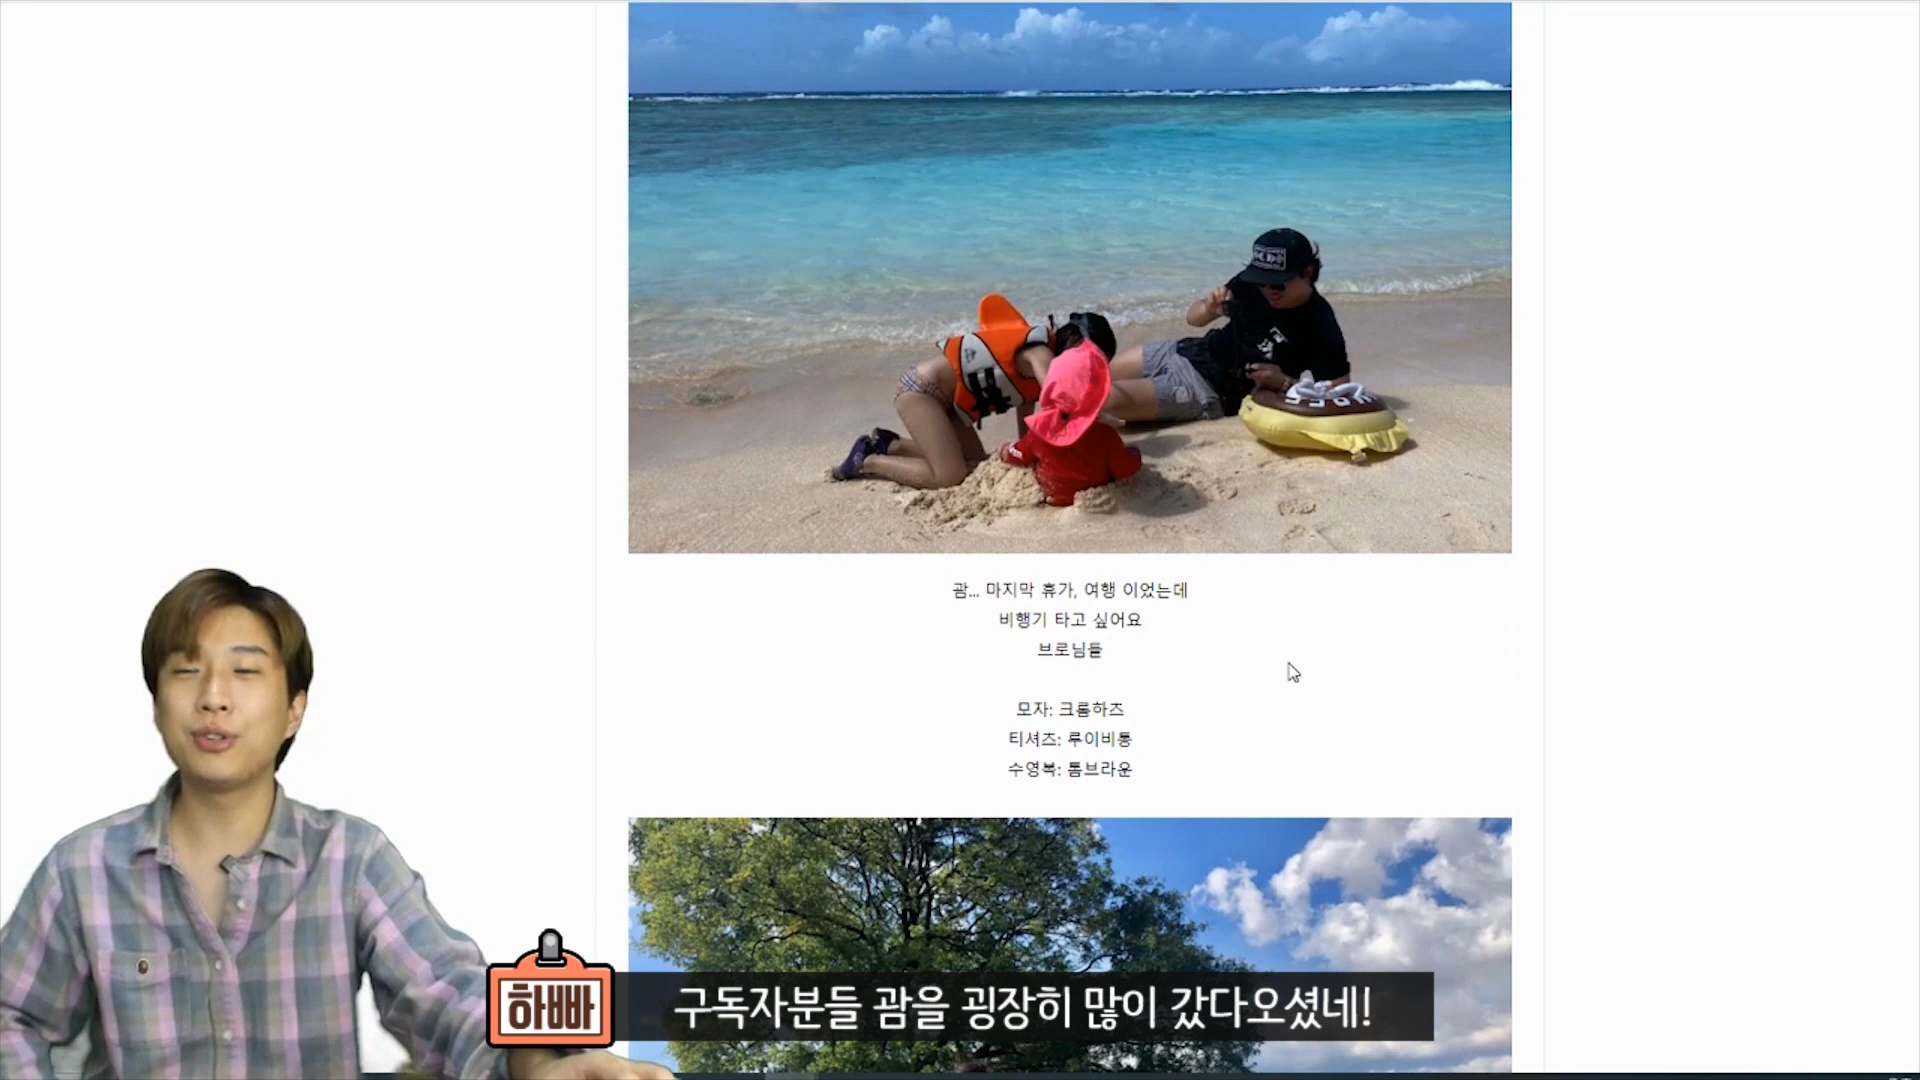 괌... 마지막 휴가, 여행 이었는데
비행기 타고 싶어요
브로님들
모자: 크롬하즈
티셔츠: 루이비통
수영복: 톰브라운
하빠
구독자분들 괌을 굉장히 많이 갔다오셨네!